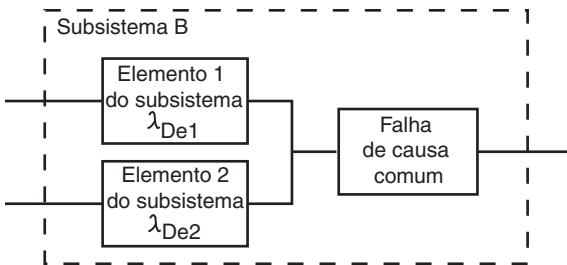 Subsistema B
Elemento 1
do subsistema
λDe1
Elemento 2
do subsistema
λDe2
Falha
de causa
comum